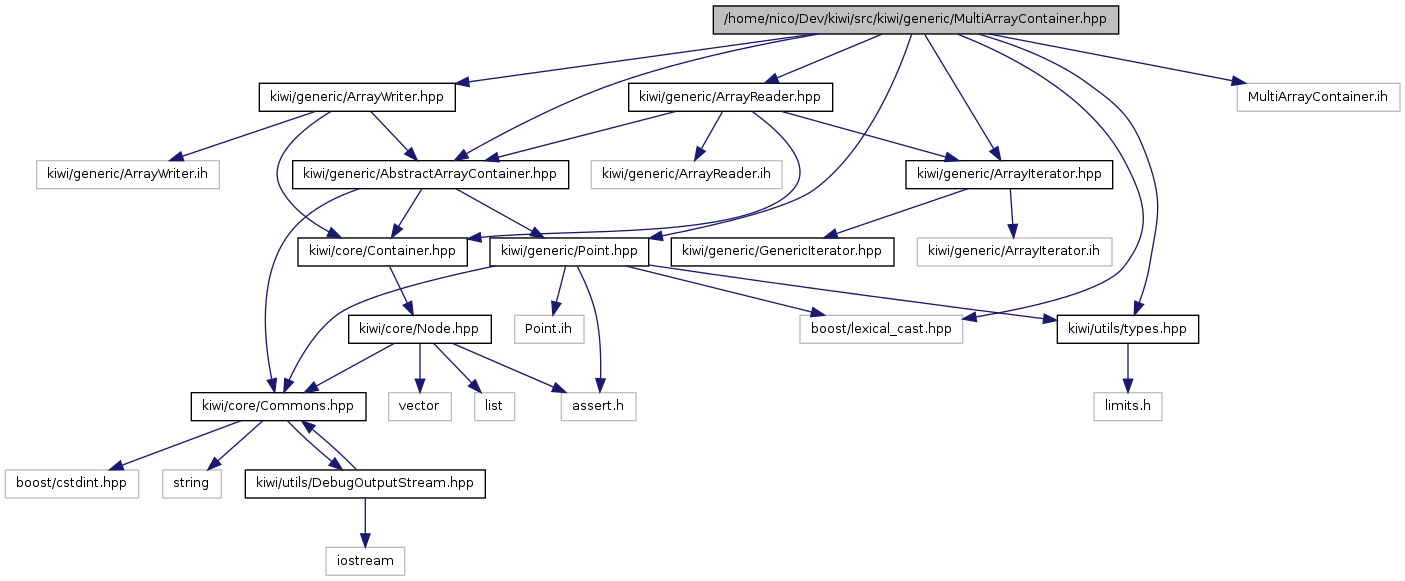 /home/nico/Dev/kiwi/src/kiwi/generic/MultiArrayContainer.hpp
kiwi/generic/ArrayWriter.hpp
kiwi/generic/ArrayReader.hpp
MultiArrayContainer.ih
kiwi/generic/ArrayWriter.ih
kiwi/generic/AbstractArrayContainer.hpp
kiwi/generic/ArrayReader.ih
kiwi/generic/ArrayIterator.hpp
kiwi/core/Container.hpp
kiwi/generic/Point.hpp
kiwi/generic/GenericIterator.hpp
kiwi/generic/ArrayIterator.ih
kiwi/core/Node.hpp
Point.ih
boost/lexical_cast.hpp
kiwi/utils/types.hpp
kiwi/core/Commons.hpp
vector
list
assert.h
limits.h
boost/cstdint.hpp
string
kiwi/utils/DebugOutputStream.hpp
iostream